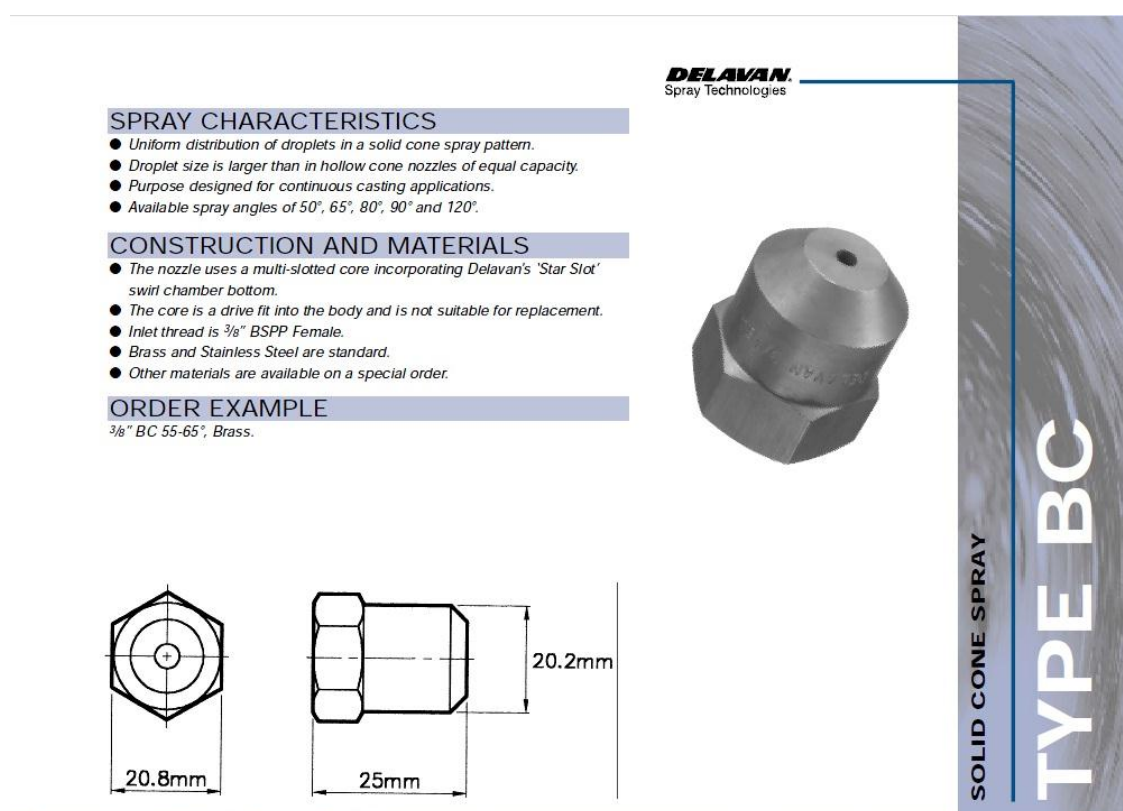 DELAVAN.
Spray Technologies
SPRAY CHARACTERISTICS
● Uniform distribution of droplets in a solid cone spray pattern.
● Droplet size is larger than in hollow cone nozzles of equal capacity.
● Purpose designed for continuous casting applications.
● Available spray angles of 50°, 65°, 80°, 90° and 120°.
CONSTRUCTION AND MATERIALS
● The nozzle uses a multi-slotted core incorporating Delavan's 'Star Slot'
swirl chamber bottom.
● The core is a drive fit into the body and is not suitable for replacement.
● Inlet thread is 3/8" BSPP Female.
● Brass and Stainless Steel are standard.
● Other materials are available on a special order.
ORDER EXAMPLE
3/8" BC 55-65°, Brass.
DELAVAN
20.2mm
20.8mm
25mm
SOLID CONE SPRAY
TYPE BC